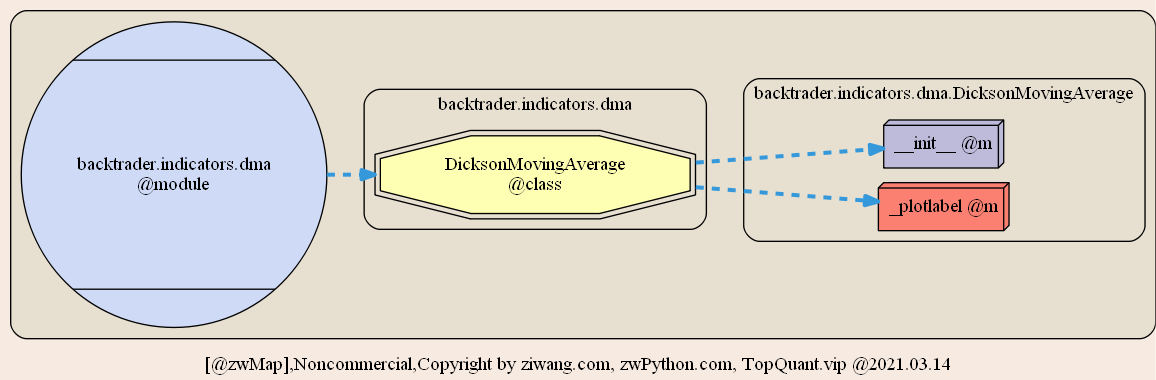 backtrader.indicators.dma
@module
backtrader.indicators.dma
DicksonMovingAverage
@class
backtrader.indicators.dma.DicksonMovingAverage
__init__ @m
_plotlabel @m
[@zwMap],Noncommercial,Copyright by ziwang.com, zwPython.com, TopQuant.vip @2021.03.14